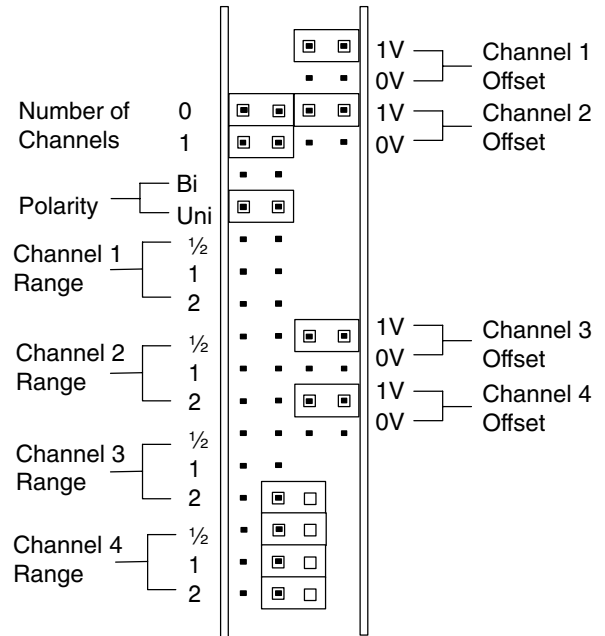 1V
Channel 1
0V
Offset
Number of
0
1V
Channel 2
Channels
1
0V
Offset
Bi
Polarity
Uni
Channel 1
½
Range
1
2
1V
Channel 3
0V
Offset
Channel 2
½
Range
1
2
1V
Channel 4
0V
Offset
Channel 3
½
Range
1
2
Channel 4
½
Range
1
2